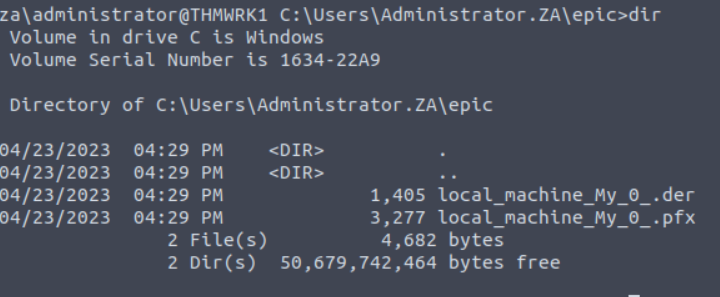 za\administrator@THMWRK1 C:\Users\Administrator.ZA\epic>dir
Volume in drive C is Windows
Volume Serial Number is 1634-22A9
Directory of C:\Users\Administrator.ZA\epic
04/23/2023  04:29 PM    <DIR>          .
04/23/2023  04:29 PM    <DIR>          ..
04/23/2023  04:29 PM             1,405 local_machine_My_0_.der
04/23/2023  04:29 PM             3,277 local_machine_My_0_.pfx
2 File(s)          4,682 bytes
2 Dir(s)  50,679,742,464 bytes free